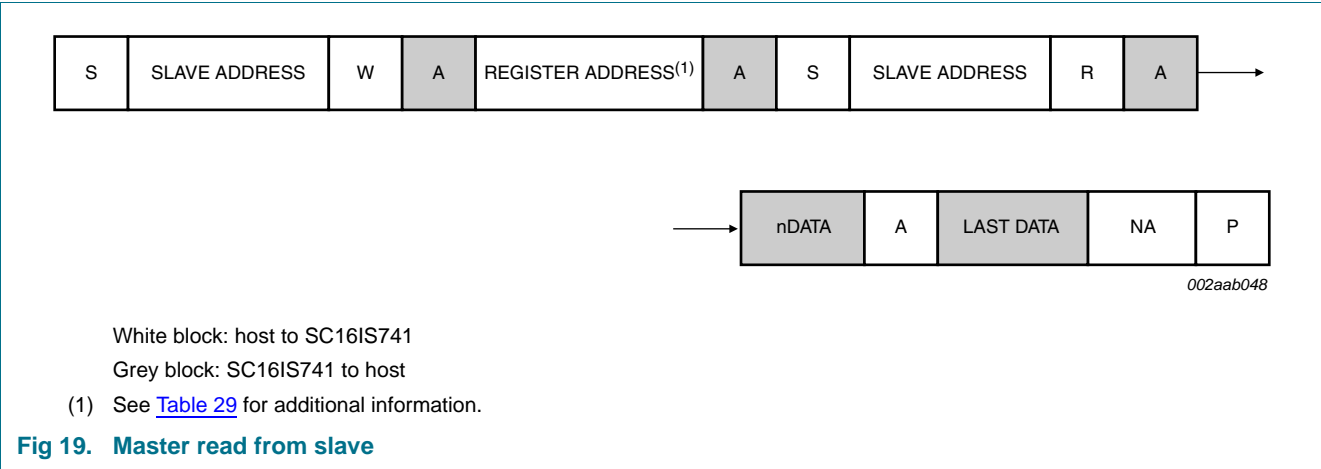 S SLAVE ADDRESS W A REGISTER ADDRESS(1) A S SLAVE ADDRESS R A
nDATA A LAST DATA NA P
002aab048
White block: host to SC16IS741
Grey block: SC16IS741 to host
(1) See Table 29 for additional information.
Fig 19. Master read from slave